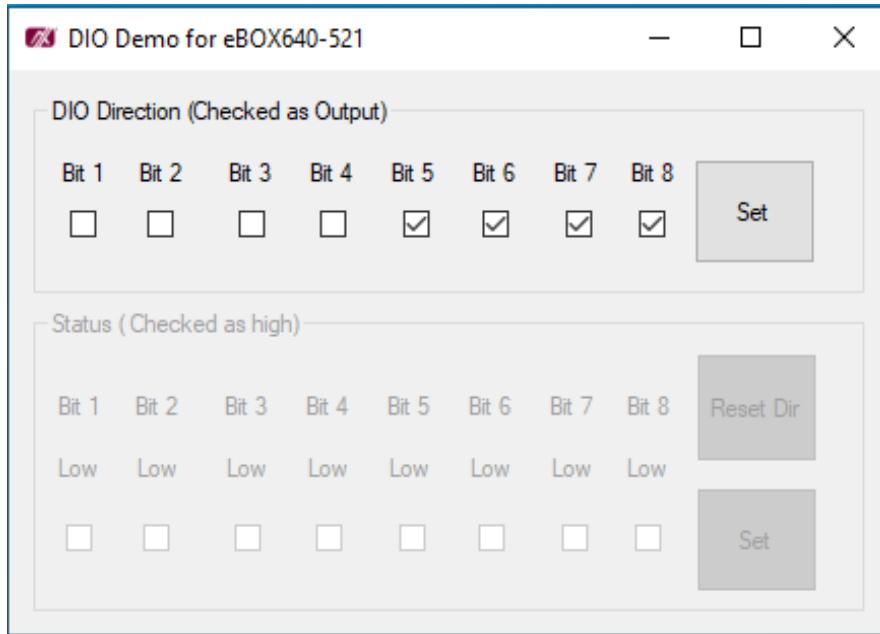 DIO Demo for eBOX640-521
DIO Direction (Checked as Output)
Bit 1 Bit 2 Bit 3 Bit 4 Bit 5 Bit 6 Bit 7 Bit 8
Set
Status ( Checked as high)
Bit 1 Bit 2 Bit 3 Bit 4 Bit 5 Bit 6 Bit 7 Bit 8
Reset Dir
Low Low Low Low Low Low Low Low
Set